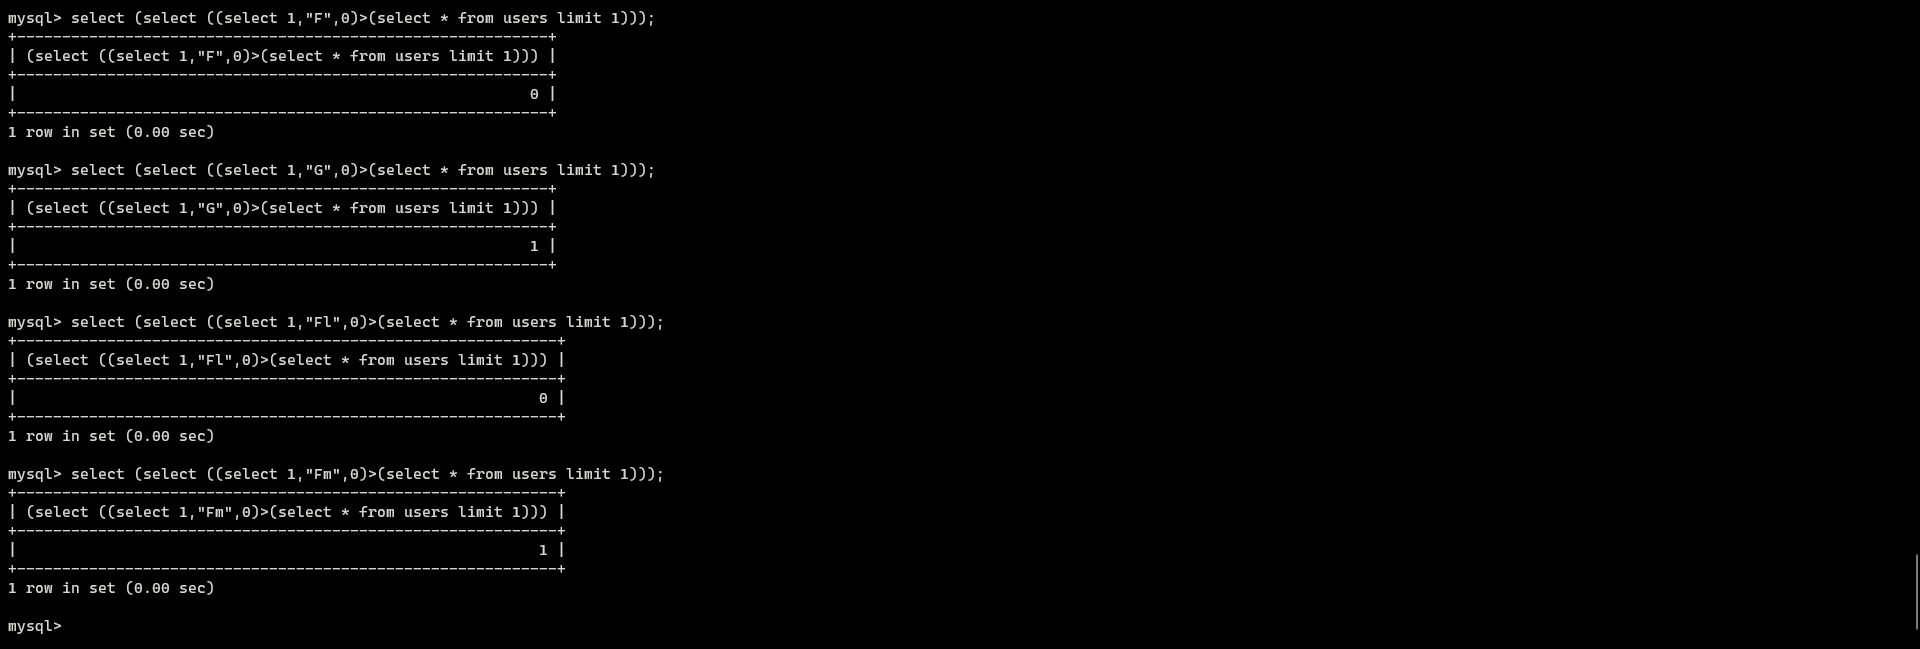 mysql> select (select ((select 1,"F",0)>(select * from users limit 1)));
+-----------------------------------------------------------+
| (select ((select 1,"F",0)>(select * from users limit 1))) |
+-----------------------------------------------------------+
|                                                         0 |
+-----------------------------------------------------------+
1 row in set (0.00 sec)
mysql> select (select ((select 1,"G",0)>(select * from users limit 1)));
+-----------------------------------------------------------+
| (select ((select 1,"G",0)>(select * from users limit 1))) |
+-----------------------------------------------------------+
|                                                         1 |
+-----------------------------------------------------------+
1 row in set (0.00 sec)
mysql> select (select ((select 1,"Fl",0)>(select * from users limit 1)));
+------------------------------------------------------------+
| (select ((select 1,"Fl",0)>(select * from users limit 1))) |
+------------------------------------------------------------+
|                                                          0 |
+------------------------------------------------------------+
1 row in set (0.00 sec)
mysql> select (select ((select 1,"Fm",0)>(select * from users limit 1)));
+------------------------------------------------------------+
| (select ((select 1,"Fm",0)>(select * from users limit 1))) |
+------------------------------------------------------------+
|                                                          1 |
+------------------------------------------------------------+
1 row in set (0.00 sec)
mysql>